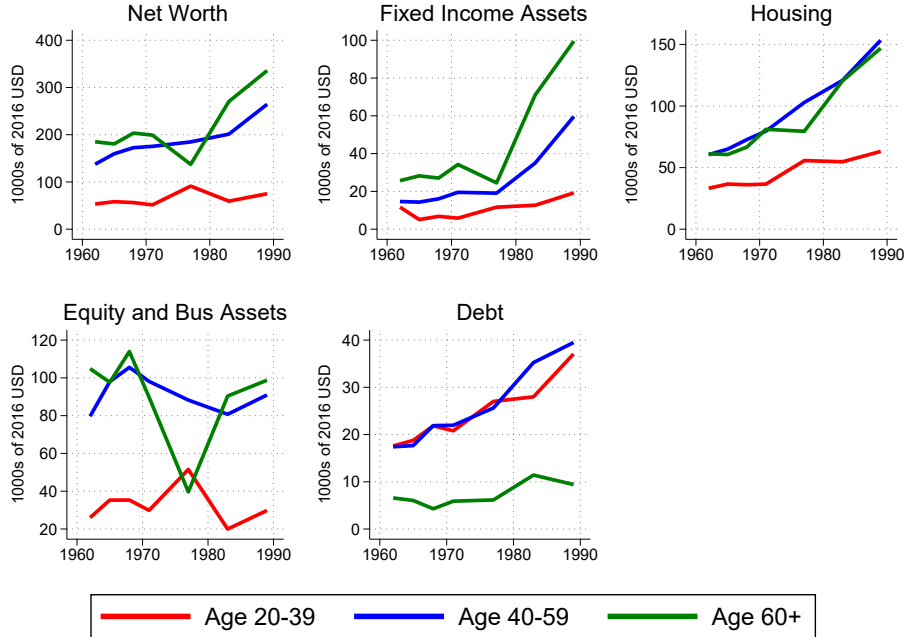 Net Worth
1000s of 2016 USD
400
300
200
100
0
1960 1970 1980 1990
Fixed Income Assets
1000s of 2016 USD
100
80
60
40
20
0
1960 1970 1980 1990
Housing
1000s of 2016 USD
150
100
50
0
1960 1970 1980 1990
Equity and Bus Assets
1000s of 2016 USD
120
100
80
60
40
20
1960 1970 1980 1990
Debt
1000s of 2016 USD
40
30
20
10
0
1960 1970 1980 1990
Age 20-39 Age 40-59 Age 60+